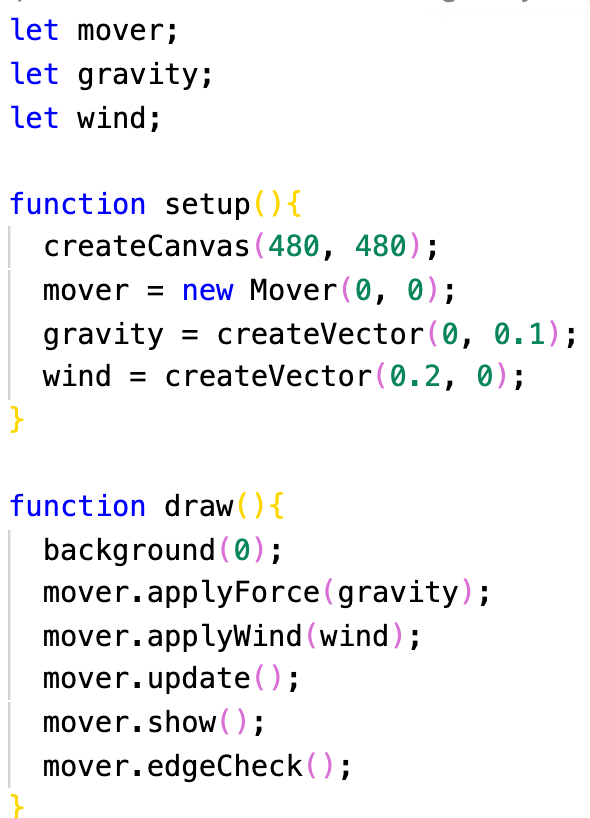 let mover;
let gravity;
let wind;

function setup(){
  createCanvas(480, 480);
  mover = new Mover(0, 0);
  gravity = createVector(0, 0.1);
  wind = createVector(0.2, 0);
}

function draw(){
  background(0);
  mover.applyForce(gravity);
  mover.applyWind(wind);
  mover.update();
  mover.show();
  mover.edgeCheck();
}